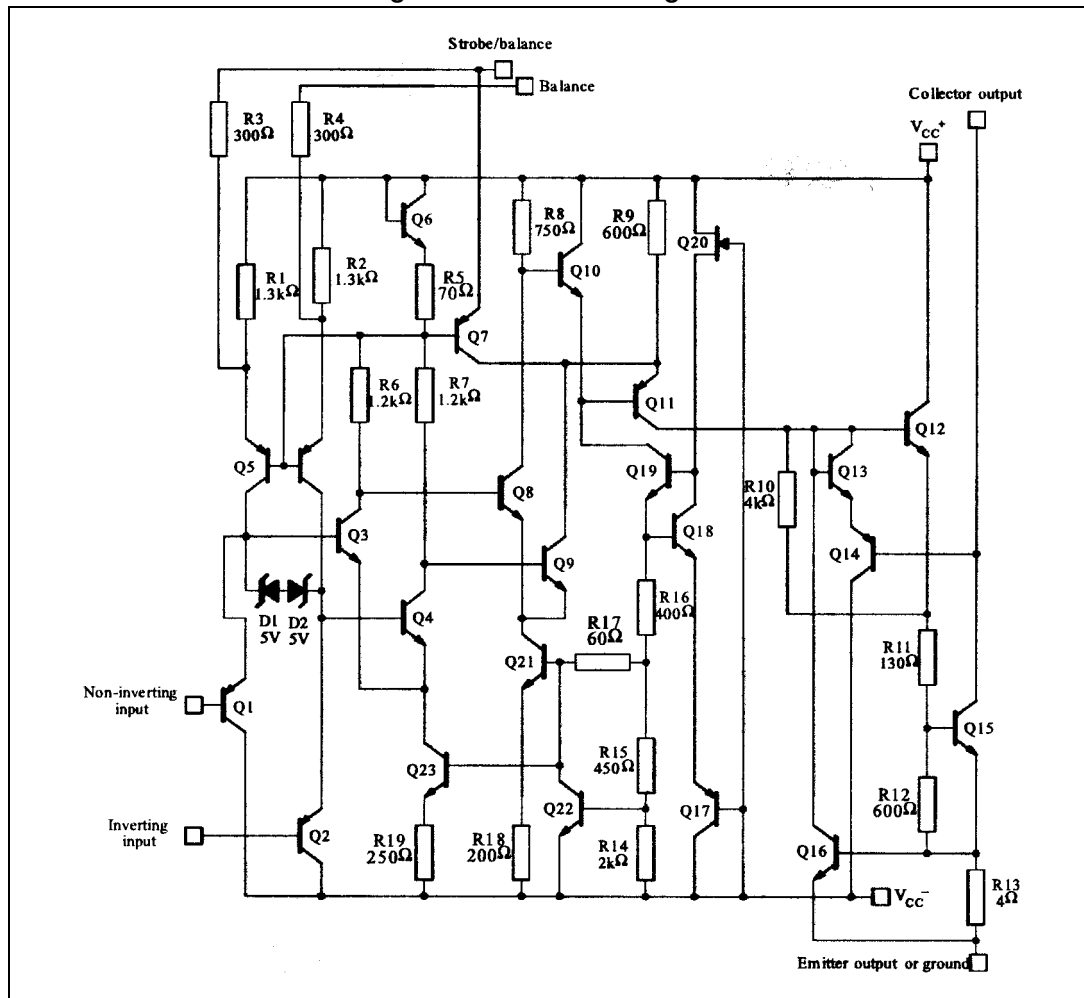 Strobe/balance
Balance
Collector output
VCC+
R3
300Ω
R4
300Ω
Q6
R8
750Ω
R9
600Ω
Q20
Q10
R1
1.3kΩ
R2
1.3kΩ
R5
70Ω
Q7
R6
1.2kΩ
R7
1.2kΩ
Q11
Q12
Q5
Q19
Q13
R10
4kΩ
Q8
Q3
Q18
Q14
Q9
D1
5V
D2
5V
Q4
R16
400Ω
R17
60Ω
R11
130Ω
Q21
Non-inverting
input
Q1
Q15
Q23
R15
450Ω
R12
600Ω
Q22
Q17
Inverting
input
Q2
R19
250Ω
R18
200Ω
R14
2kΩ
Q16
VCC−
R13
4Ω
Emitter output or ground